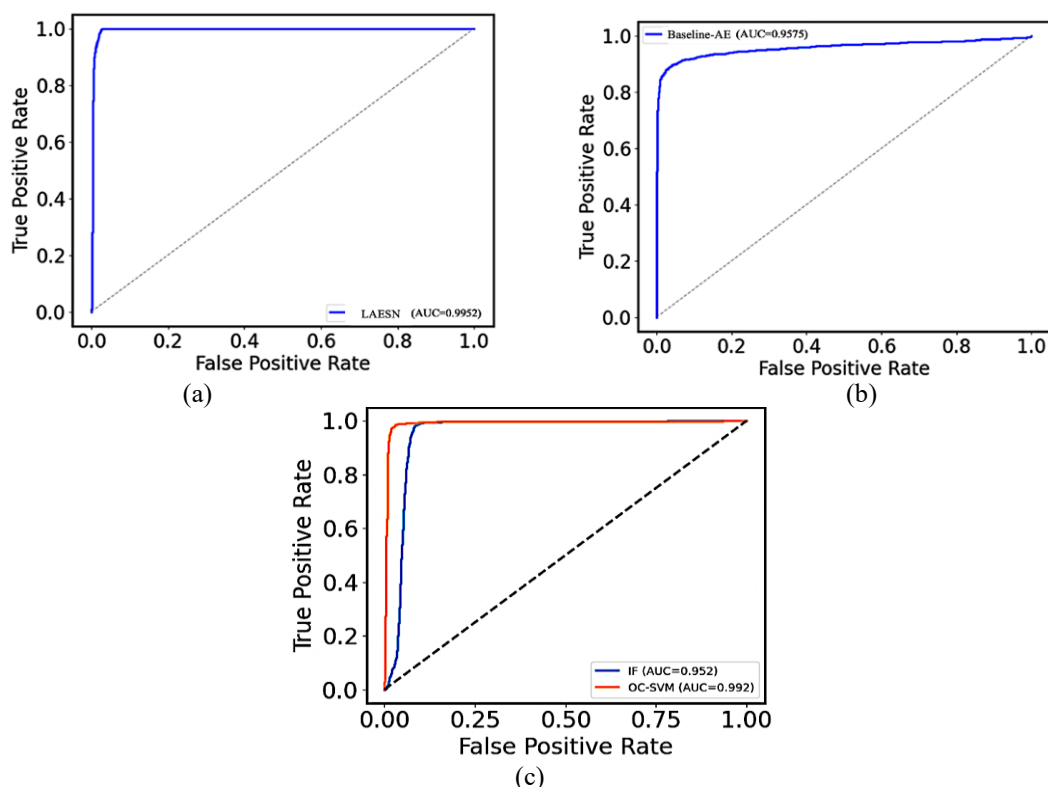 1.0
0.8
0.6
0.4
0.2
0.0
True Positive Rate
LAESN (AUC=0.9952)
0.0 0.2 0.4 0.6 0.8 1.0
False Positive Rate
(a)
Baseline-AE (AUC=0.9575)
1.0
0.8
0.6
0.4
0.2
0.0
True Positive Rate
0.0 0.2 0.4 0.6 0.8 1.0
False Positive Rate
(b)
1.0
0.8
0.6
0.4
0.2
0.0
True Positive Rate
IF (AUC=0.952)
OC-SVM (AUC=0.992)
0.00 0.25 0.50 0.75 1.00
False Positive Rate
(c)